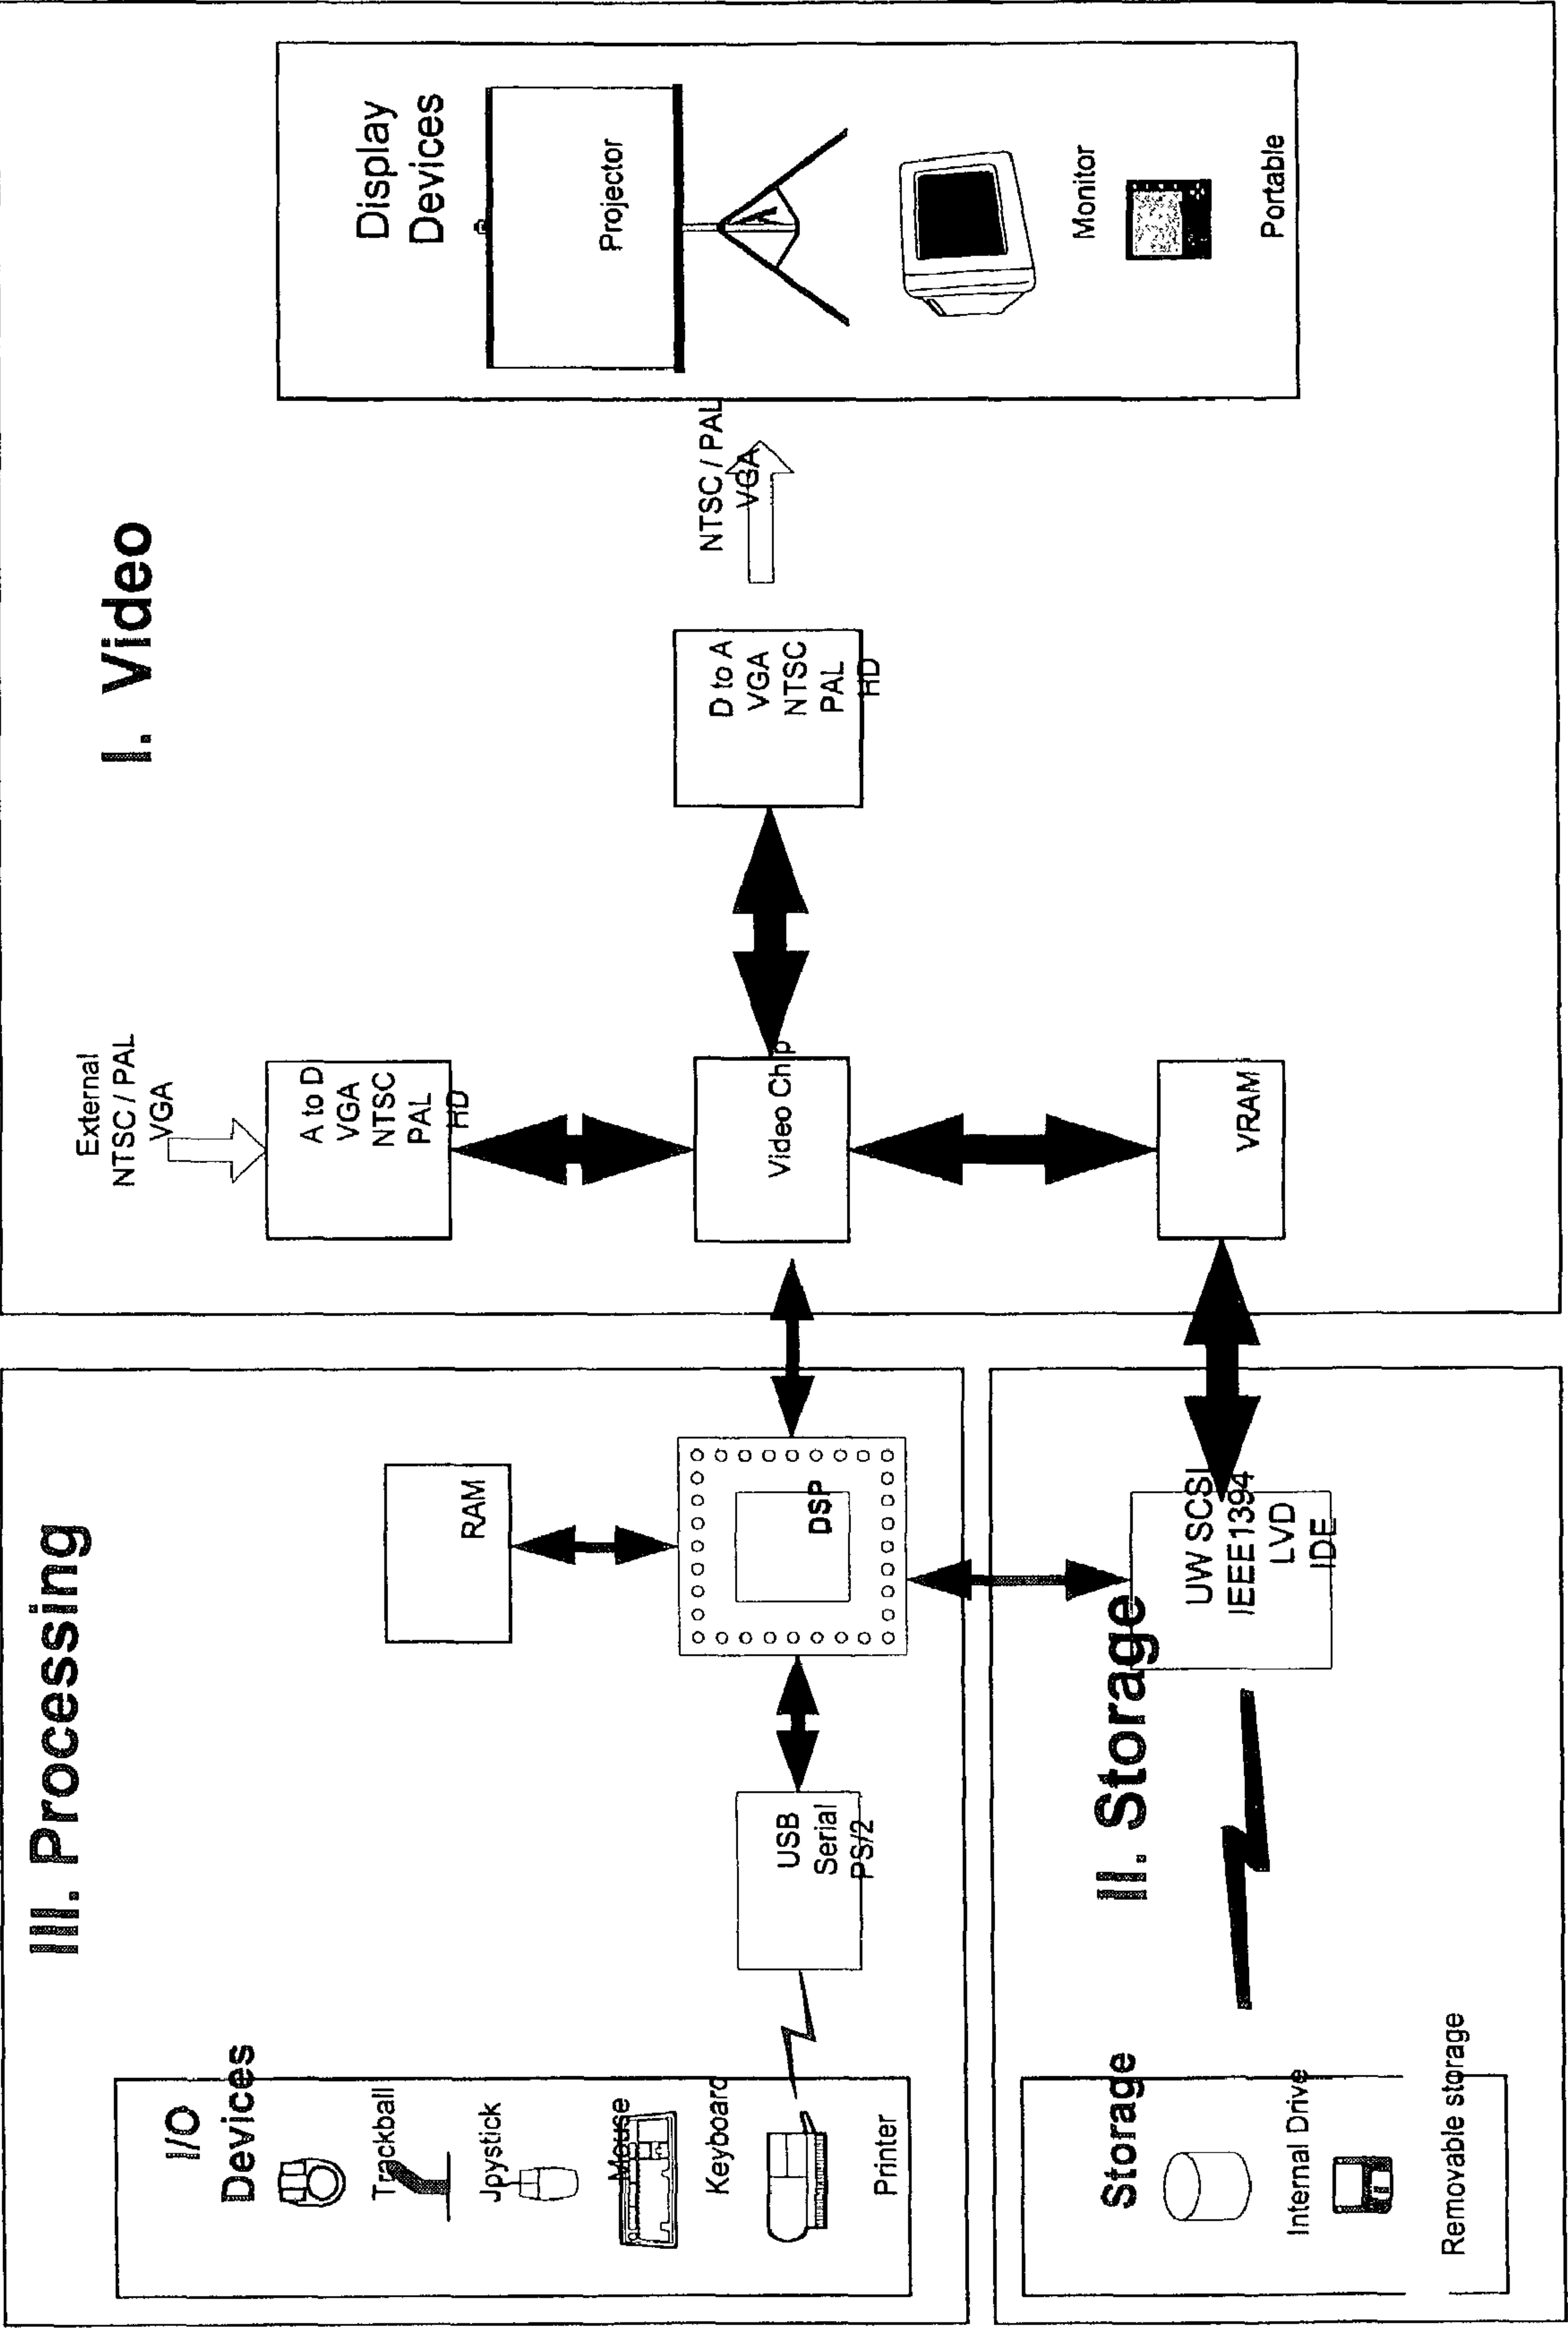 III. Processing
I/O
Devices
Trackball
Jpystick
Mouse
Keyboard
Printer
USB
Serial
PS/2
RAM
DSP
II. Storage
Storage
Internal Drive
Removable storage
UW SCSI
IEEE1394
LVD
IDE
I. Video
External
NTSC / PAL
VGA
A to D
VGA
NTSC
PAL
HD
Video Chip
VRAM
D to A
VGA
NTSC
PAL
HD
NTSC / PAL
VGA
Display
Devices
Projector
Monitor
Portable